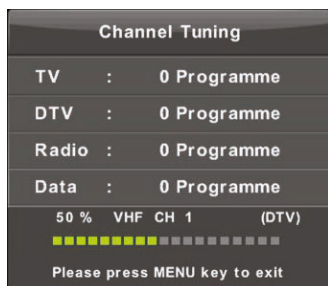 Channel Tuning
TV : 0 Programme
DTV : 0 Programme
Radio : 0 Programme
Data : 0 Programme
50 % VHF CH 1 (DTV)
Please press MENU key to exit